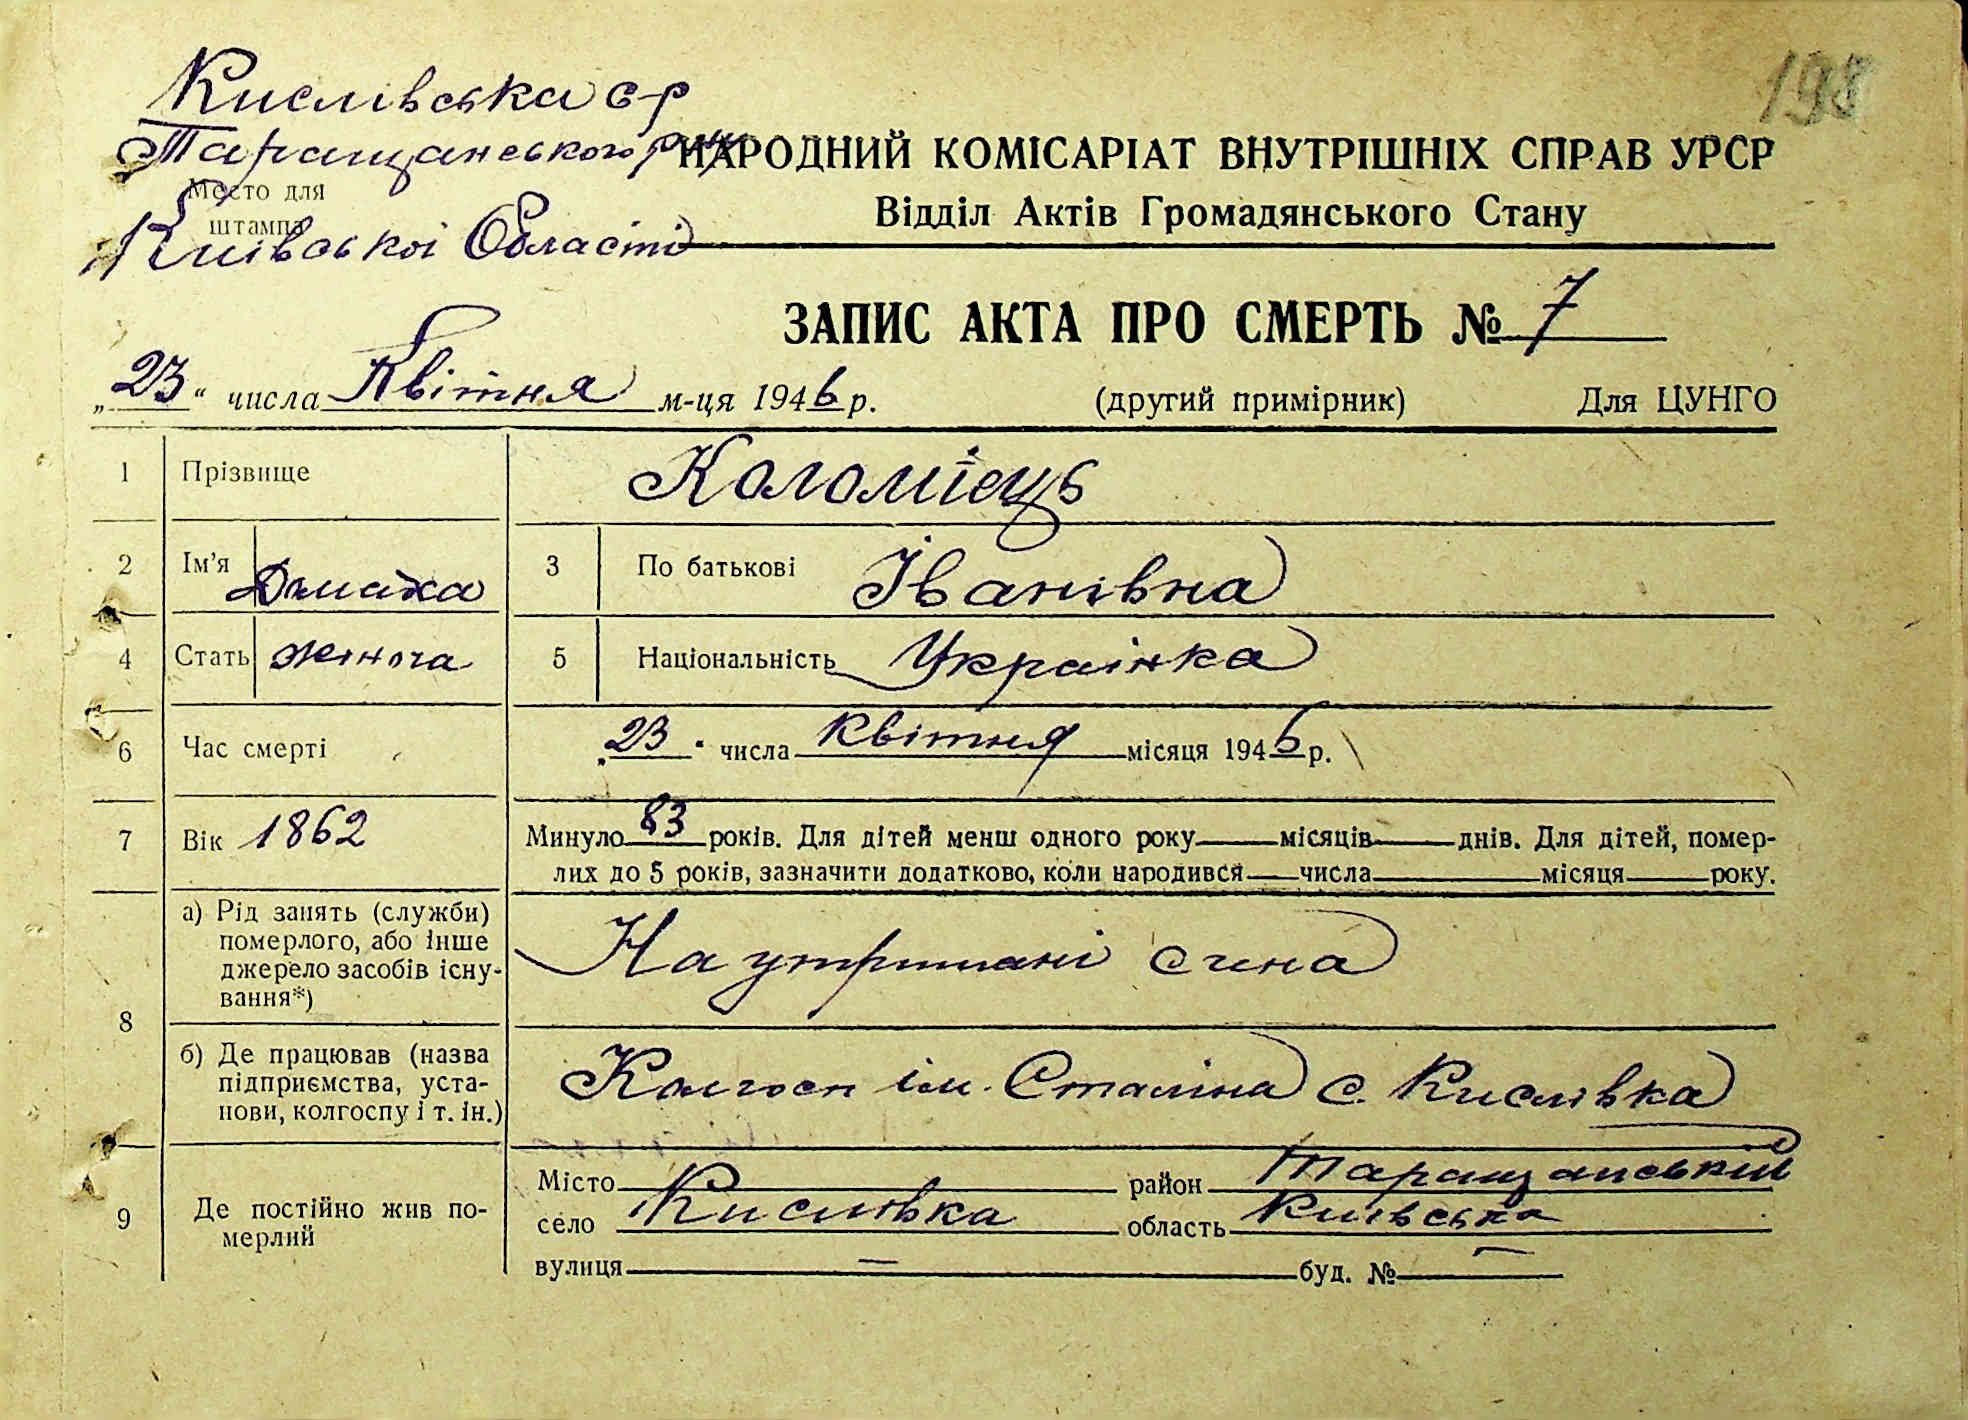 198
Кислівська с-р
Таращанського р-ну
Київської Області
Место для
штампа
НАРОДНИЙ КОМІСАРІАТ ВНУТРІШНІХ СПРАВ УРСР
Відділ Актів Громадянського Стану
ЗАПИС АКТА ПРО СМЕРТЬ № 7
„23“ числа Квітня м-ця 1946 р. (другий примірник) Для ЦУНГО
1 Прізвище Коломієць
2 Ім'я Домаха 3 По батькові Іванівна
4 Стать жіноча 5 Національність Українка
6 Час смерті „23“ числа квітня місяця 1946 р.
7 Вік 1862 Минуло 83 років. Для дітей менш одного року місяців днів. Для дітей, помер-
лих до 5 років, зазначити додатково, коли народився числа місяця року.
8 а) Рід занять (служби)
померлого, або інше
джерело засобів існу-
вання*)
На утримані сина
б) Де працював (назва
підприємства, уста-
нови, колгоспу і т. ін.)
Колгосп ім. Сталіна с. Кислівка
9 Де постійно жив по-
мерлий
Місто район Таращанський
село Кислівка область Київська
вулиця — буд. № —